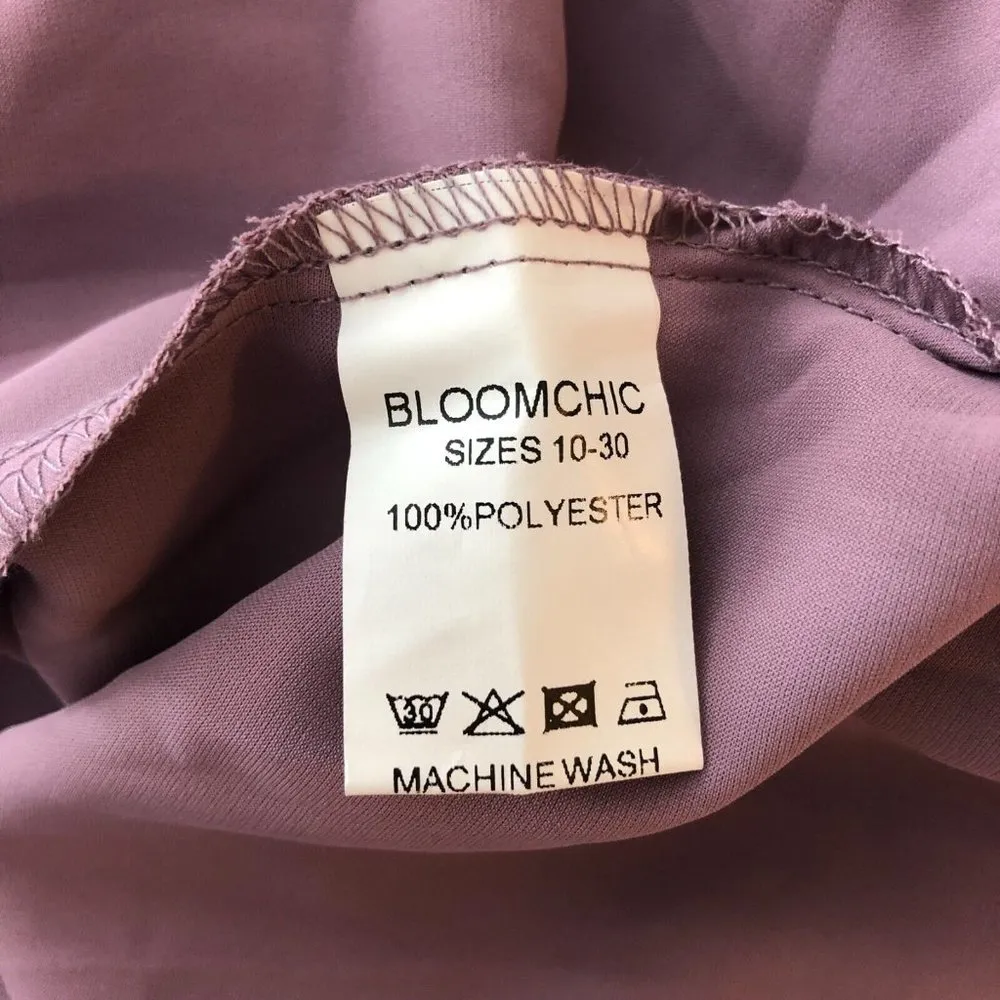 BLOOMCHIC
SIZES 10-30
100%POLYESTER
30
MACHINE WASH